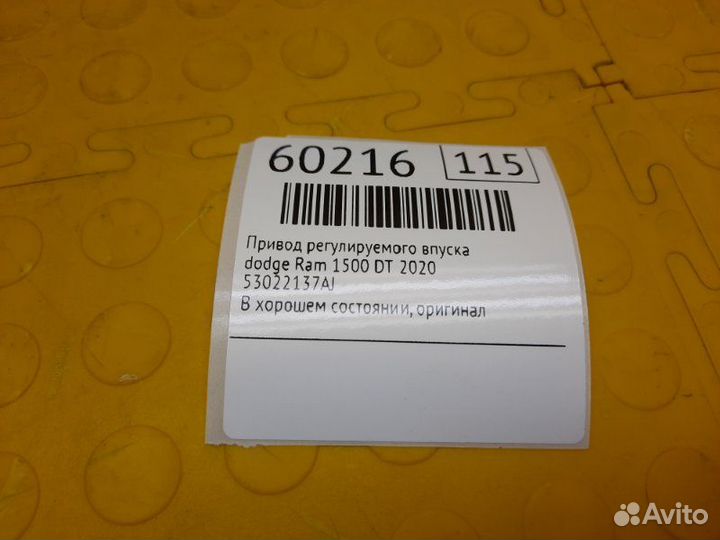 60216 115
Привод регулируемого впуска
dodge Ram 1500 DT 2020
53022137AJ
В хорошем состоянии, оригинал
Avito